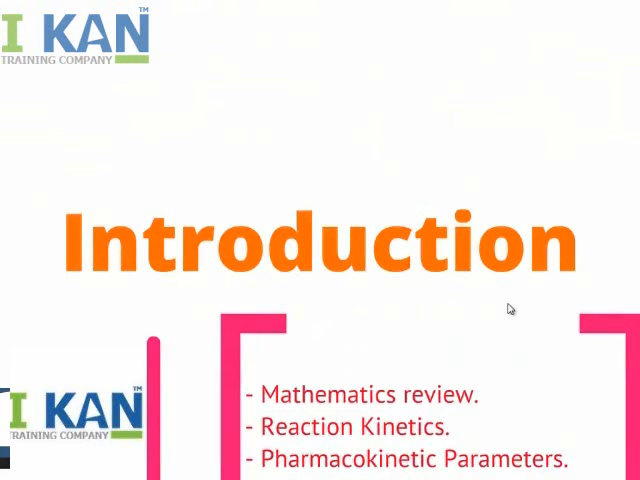 I KAN™
TRAINING COMPANY
Introduction
- Mathematics review.
- Reaction Kinetics.
- Pharmacokinetic Parameters.
I KAN™
TRAINING COMPANY